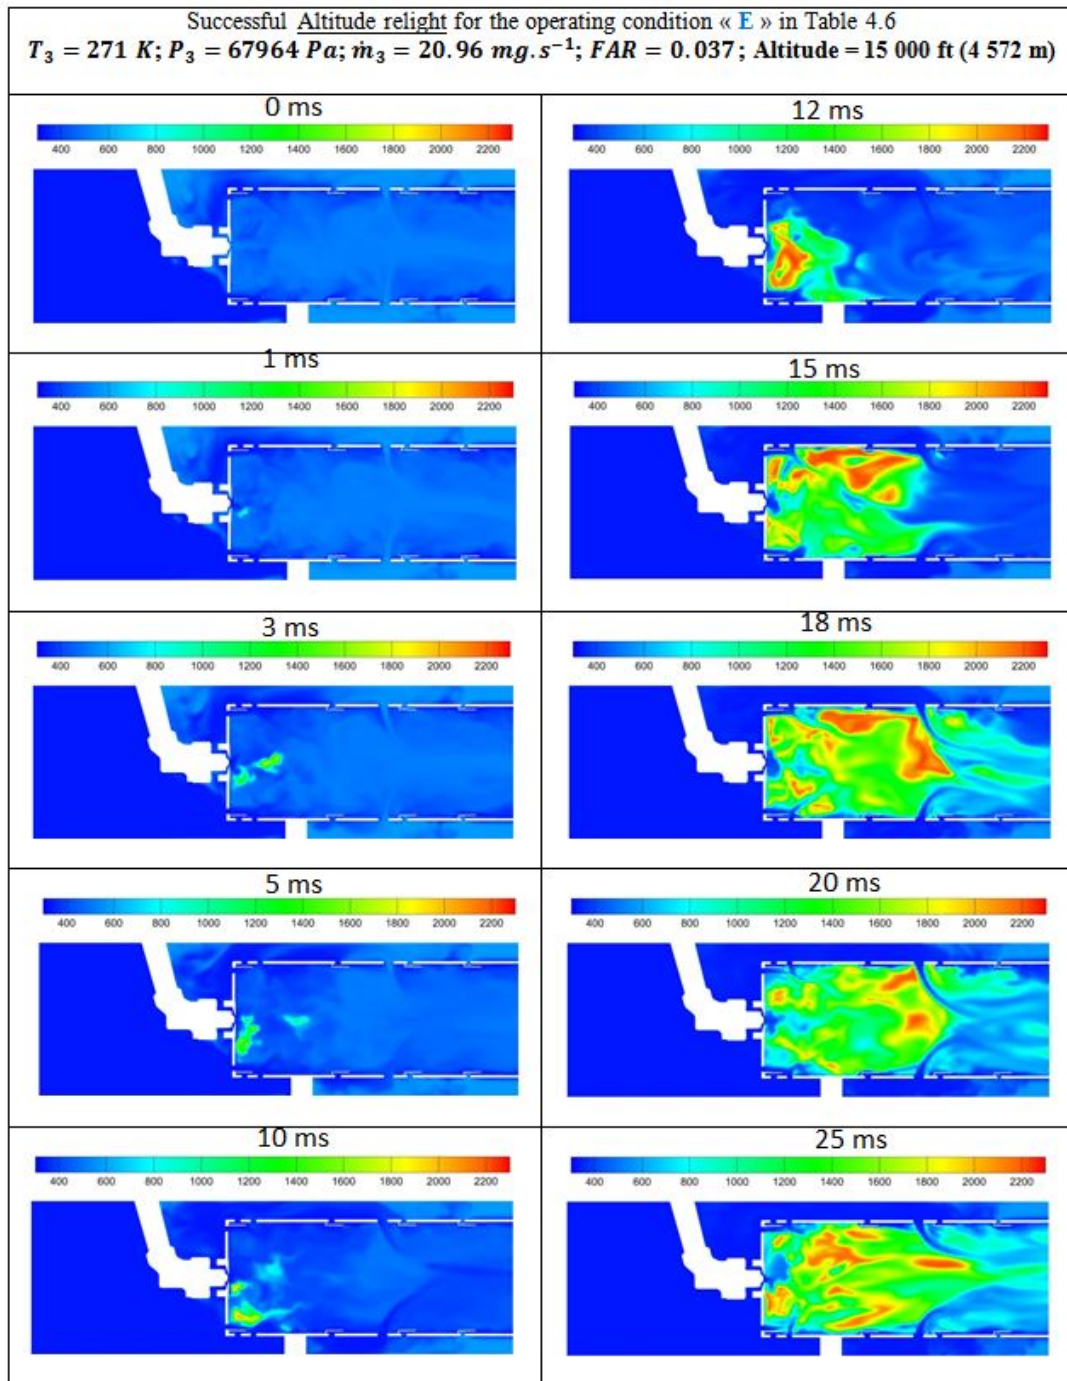 Successful Altitude relight for the operating condition « E » in Table 4.6
T₃ = 271 K; P₃ = 67964 Pa; ṁ₃ = 20.96 mg.s⁻¹; FAR = 0.037; Altitude = 15 000 ft (4 572 m)
0 ms
400 600 800 1000 1200 1400 1600 1800 2000 2200
12 ms
400 600 800 1000 1200 1400 1600 1800 2000 2200
1 ms
400 600 800 1000 1200 1400 1600 1800 2000 2200
15 ms
400 600 800 1000 1200 1400 1600 1800 2000 2200
3 ms
400 600 800 1000 1200 1400 1600 1800 2000 2200
18 ms
400 600 800 1000 1200 1400 1600 1800 2000 2200
5 ms
400 600 800 1000 1200 1400 1600 1800 2000 2200
20 ms
400 600 800 1000 1200 1400 1600 1800 2000 2200
10 ms
400 600 800 1000 1200 1400 1600 1800 2000 2200
25 ms
400 600 800 1000 1200 1400 1600 1800 2000 2200